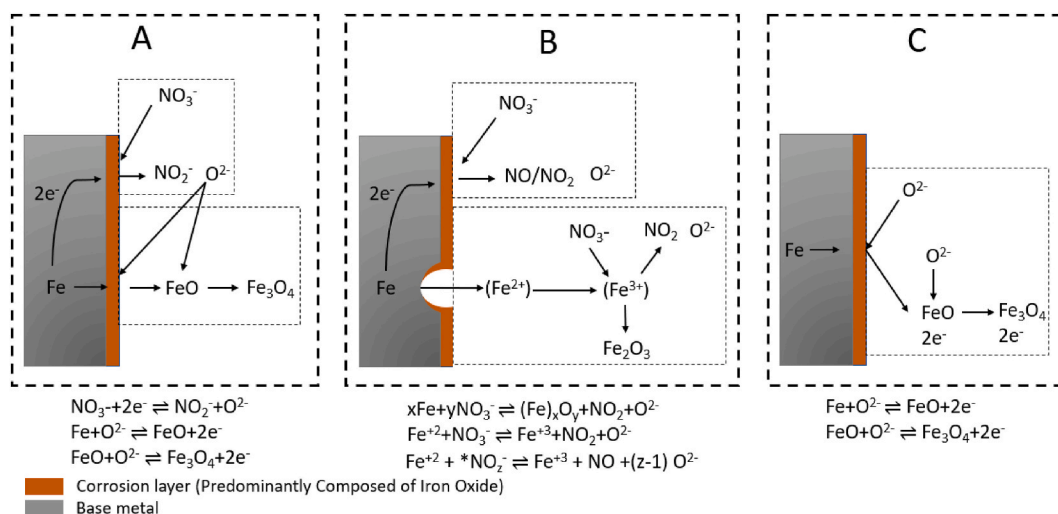 A
NO₃⁻
2e⁻
NO₂⁻ O²⁻
Fe FeO Fe₃O₄
NO₃-+2e⁻ ⇌ NO₂⁻+O²⁻
Fe+O²⁻ ⇌ FeO+2e⁻
FeO+O²⁻ ⇌ Fe₃O₄+2e⁻
B
NO₃⁻
2e⁻
NO/NO₂ O²⁻
NO₃- NO₂ O²⁻
Fe (Fe²⁺) (Fe³⁺)
Fe₂O₃
xFe+yNO₃⁻ ⇌ (Fe)ₓOᵧ+NO₂+O²⁻
Fe⁺²+NO₃⁻ ⇌ Fe⁺³+NO₂+O²⁻
Fe⁺² + *NO_z⁻ ⇌ Fe⁺³ + NO +(z-1) O²⁻
C
O²⁻
Fe
O²⁻
FeO Fe₃O₄
2e⁻ 2e⁻
Fe+O²⁻ ⇌ FeO+2e⁻
FeO+O²⁻ ⇌ Fe₃O₄+2e⁻
Corrosion layer (Predominantly Composed of Iron Oxide)
Base metal